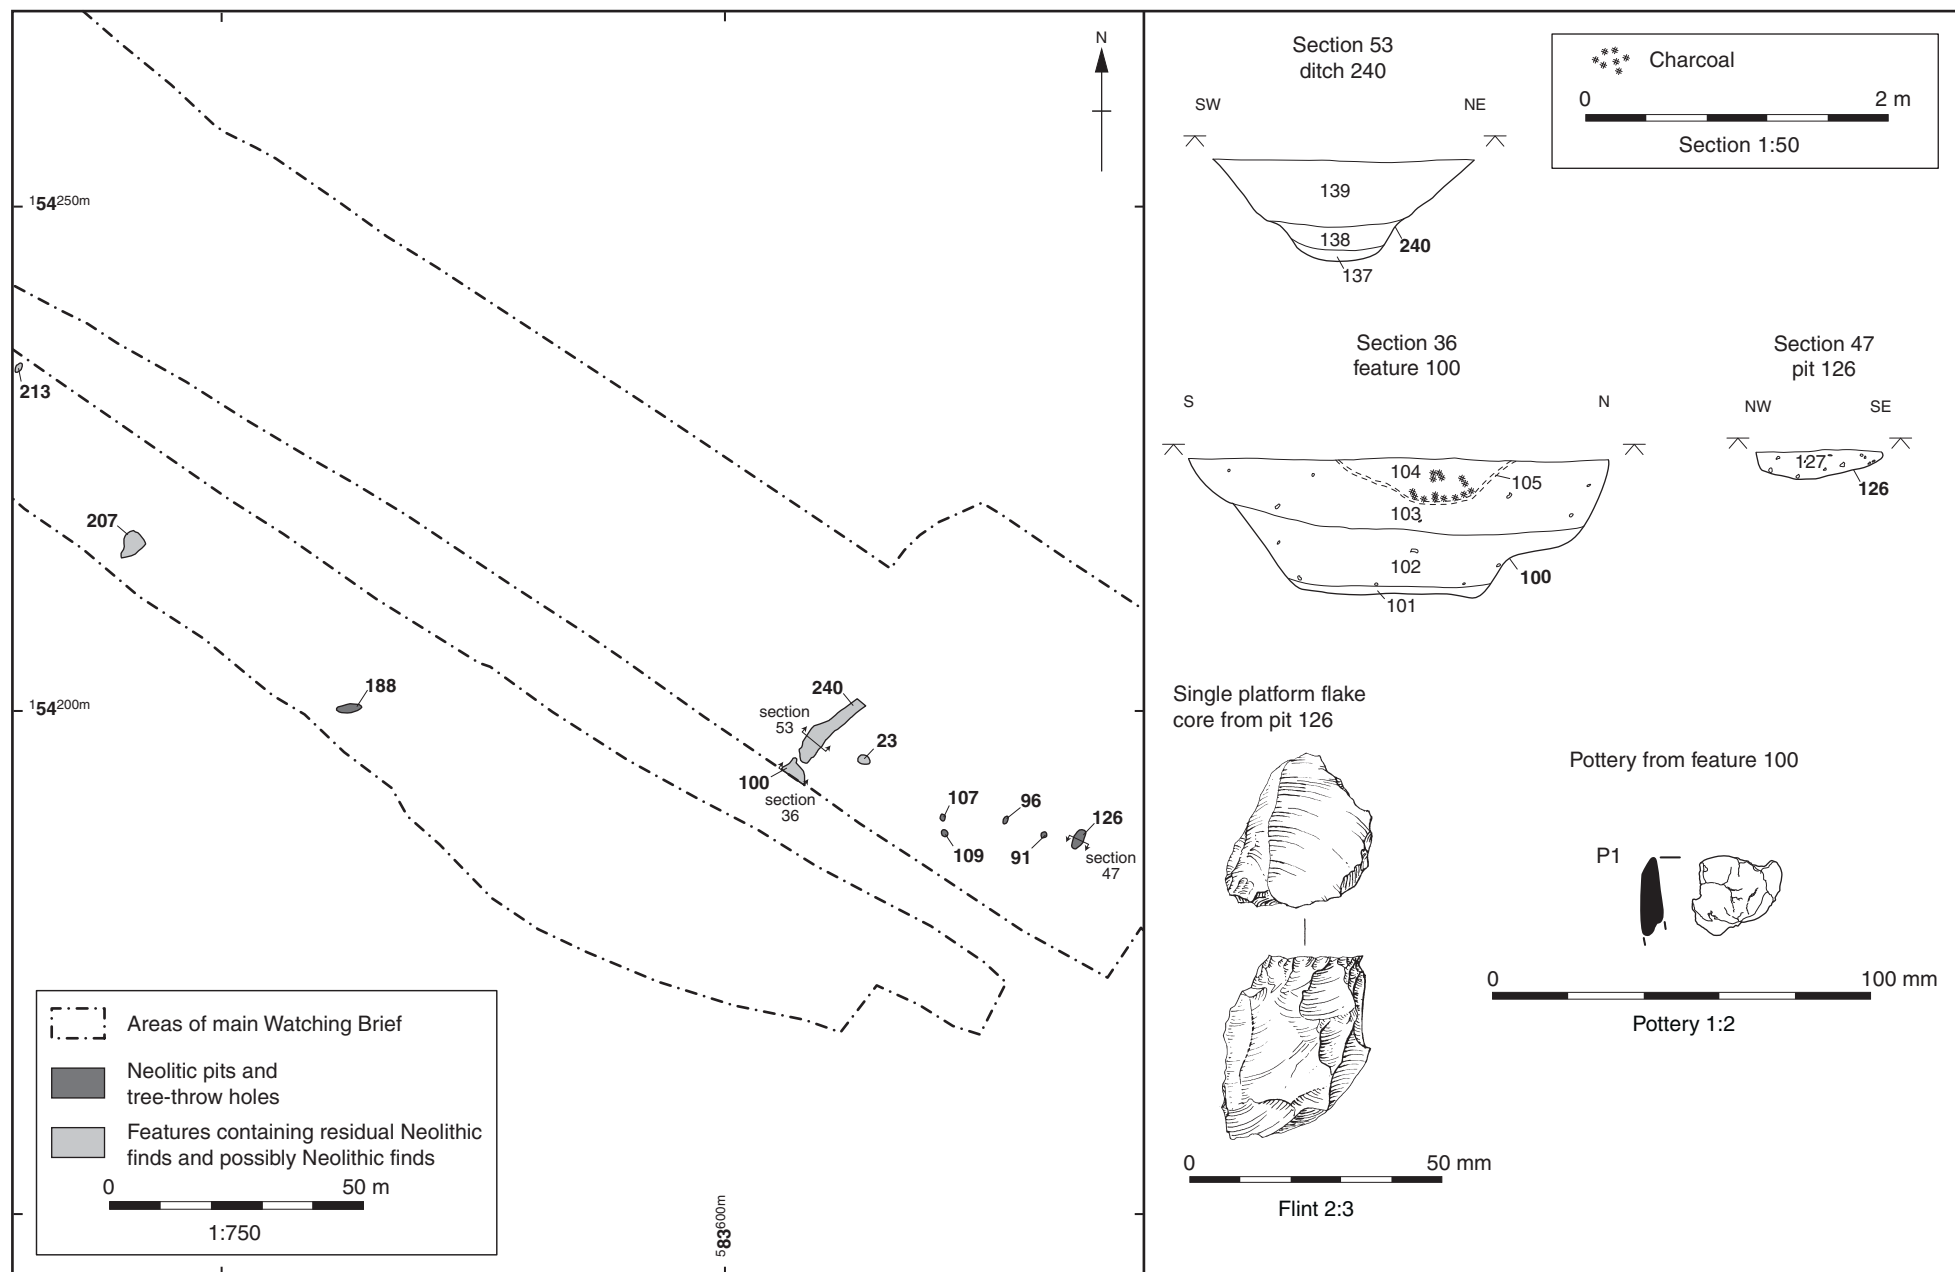 N
154250m
213
207
188
154200m
240
section
53
23
100
section
36
107
96
126
109
91
section
47
Areas of main Watching Brief
Neolitic pits and
tree-throw holes
Features containing residual Neolithic
finds and possibly Neolithic finds
0 50 m
1:750
583600m
Section 53
ditch 240
SW NE
139
138
240
137
Charcoal
0 2 m
Section 1:50
Section 36
feature 100
S N
104
105
103
102
100
101
Section 47
pit 126
NW SE
127
126
Single platform flake
core from pit 126
0 50 mm
Flint 2:3
Pottery from feature 100
P1
0 100 mm
Pottery 1:2